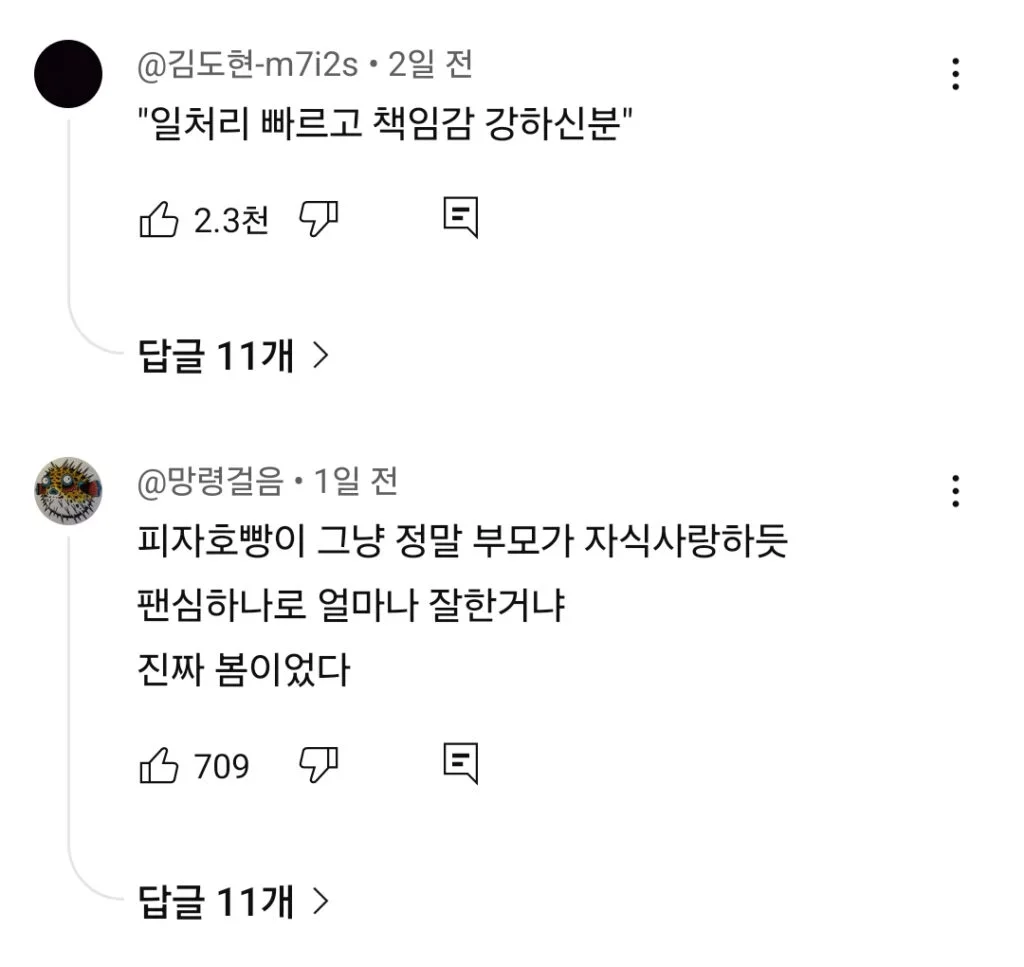 @김도현-m7i2s • 2일 전
"일처리 빠르고 책임감 강하신분"
2.3천
답글 11개
@망령걸음 • 1일 전
피자호빵이 그냥 정말 부모가 자식사랑하듯
팬심하나로 얼마나 잘한거냐
진짜 봄이었다
709
답글 11개